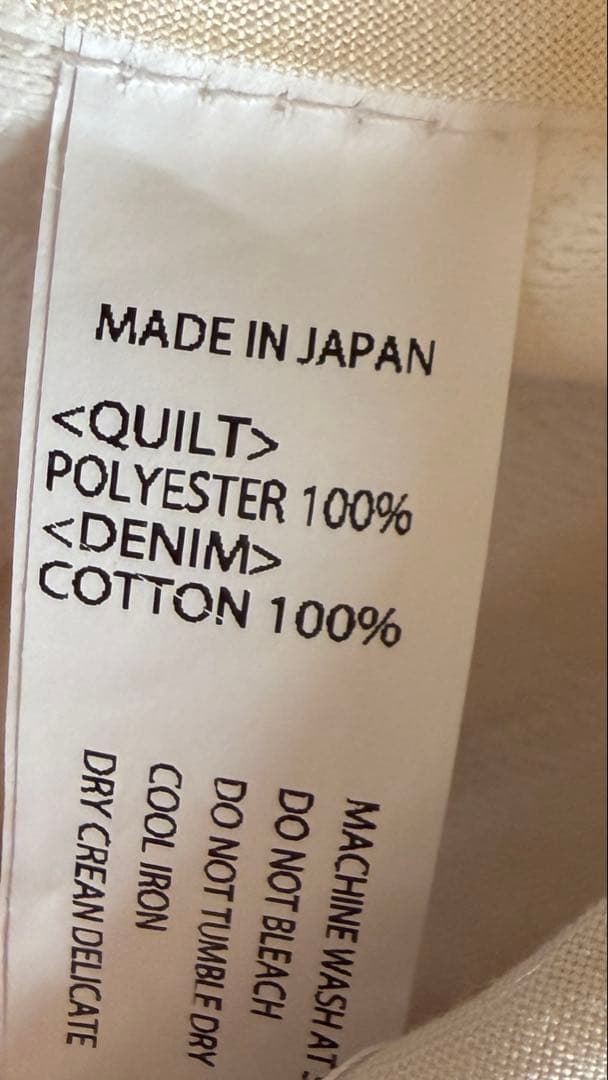 MADE IN JAPAN
<QUILT>
POLYESTER 100%
<DENIM>
COTTON 100%
MACHINE WASH AT
DO NOT BLEACH
DO NOT TUMBLE DRY
COOL IRON
DRY CREAN DELICATE